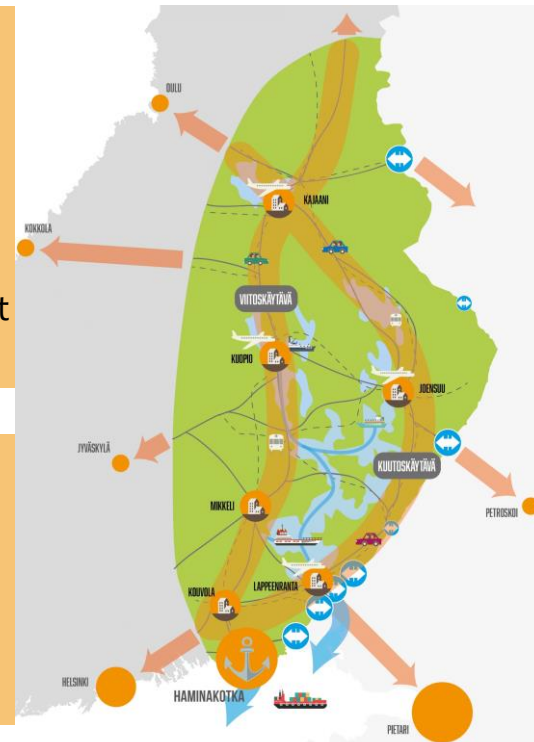 OULU
KOKKOLA
KAJAANI
t
VIITOSKÄYTÄVÄ
KUOPIO
JOENSUU
JYVÄSKYLÄ
KUUTOSKÄYTÄVÄ
MIKKELI
PETROSKOI
LAPPEENRANTA
KOUVOLA
HELSINKI
HAMINAKOTKA
PIETARI